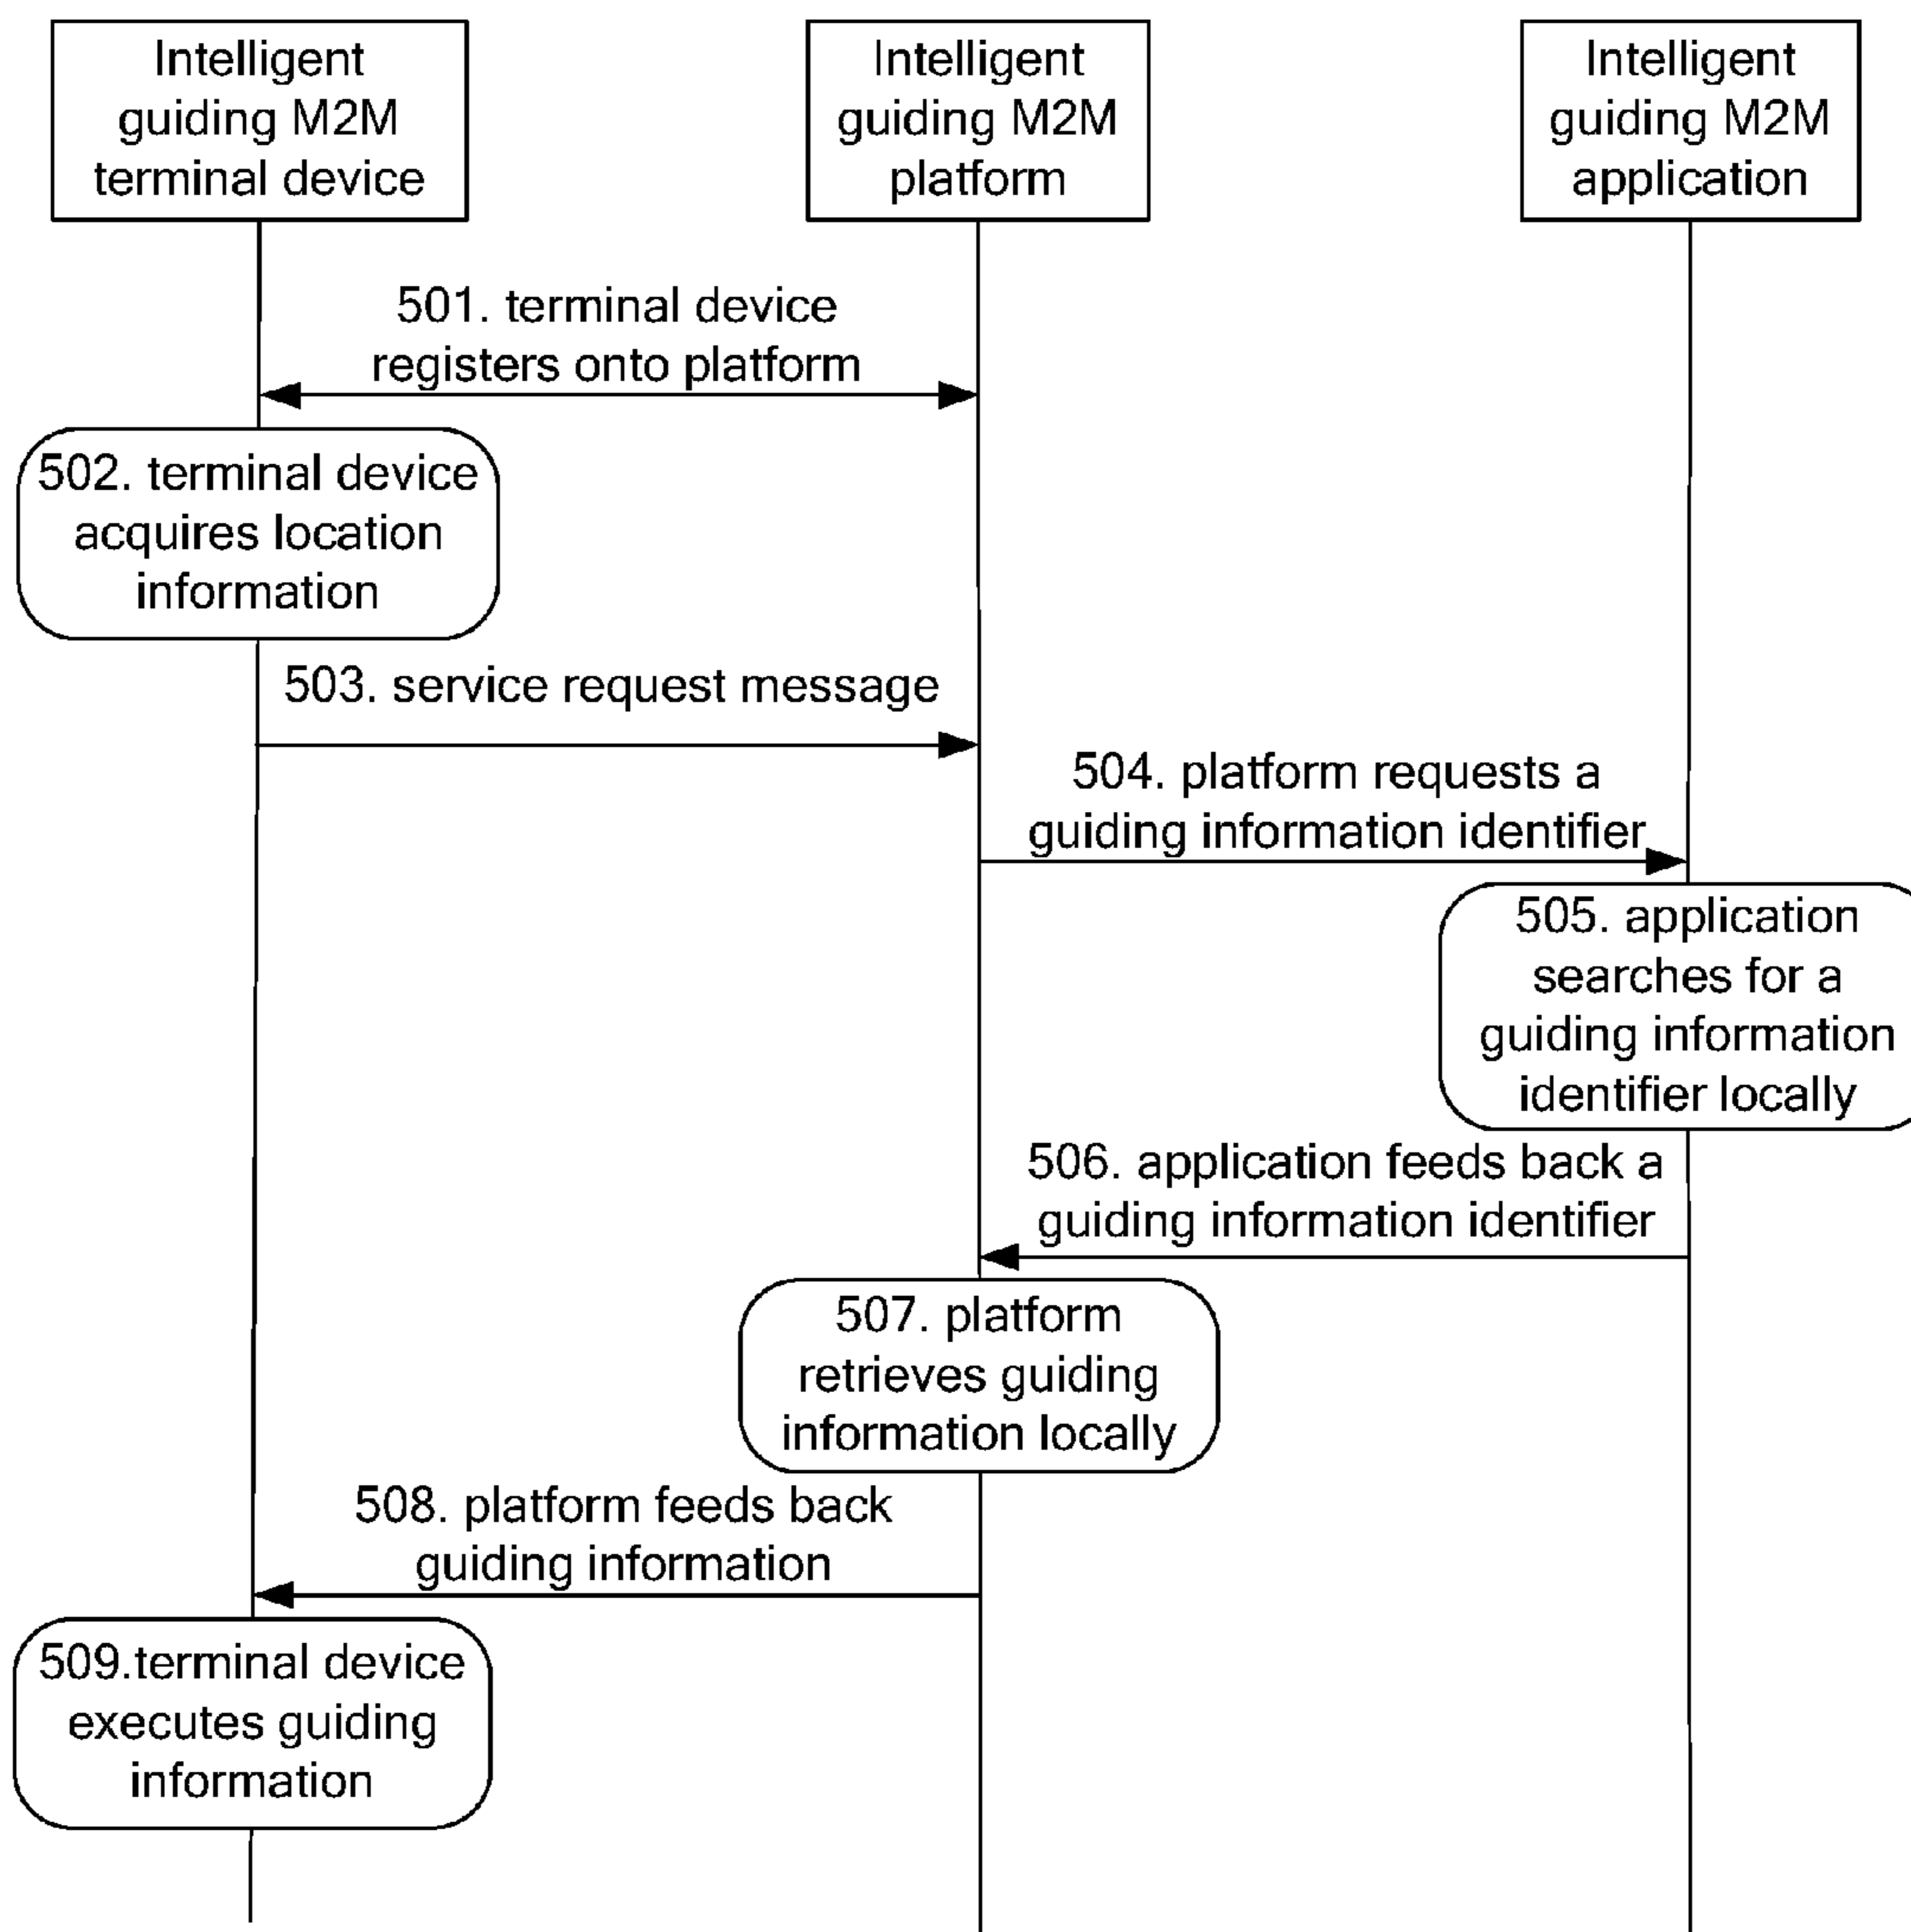 Intelligent
guiding M2M
terminal device
Intelligent
guiding M2M
platform
Intelligent
guiding M2M
application
501. terminal device
registers onto platform
502. terminal device
acquires location
information
503. service request message
504. platform requests a
guiding information identifier
505. application
searches for a
guiding information
identifier locally
506. application feeds back a
guiding information identifier
507. platform
retrieves guiding
information locally
508. platform feeds back
guiding information
509.terminal device
executes guiding
information